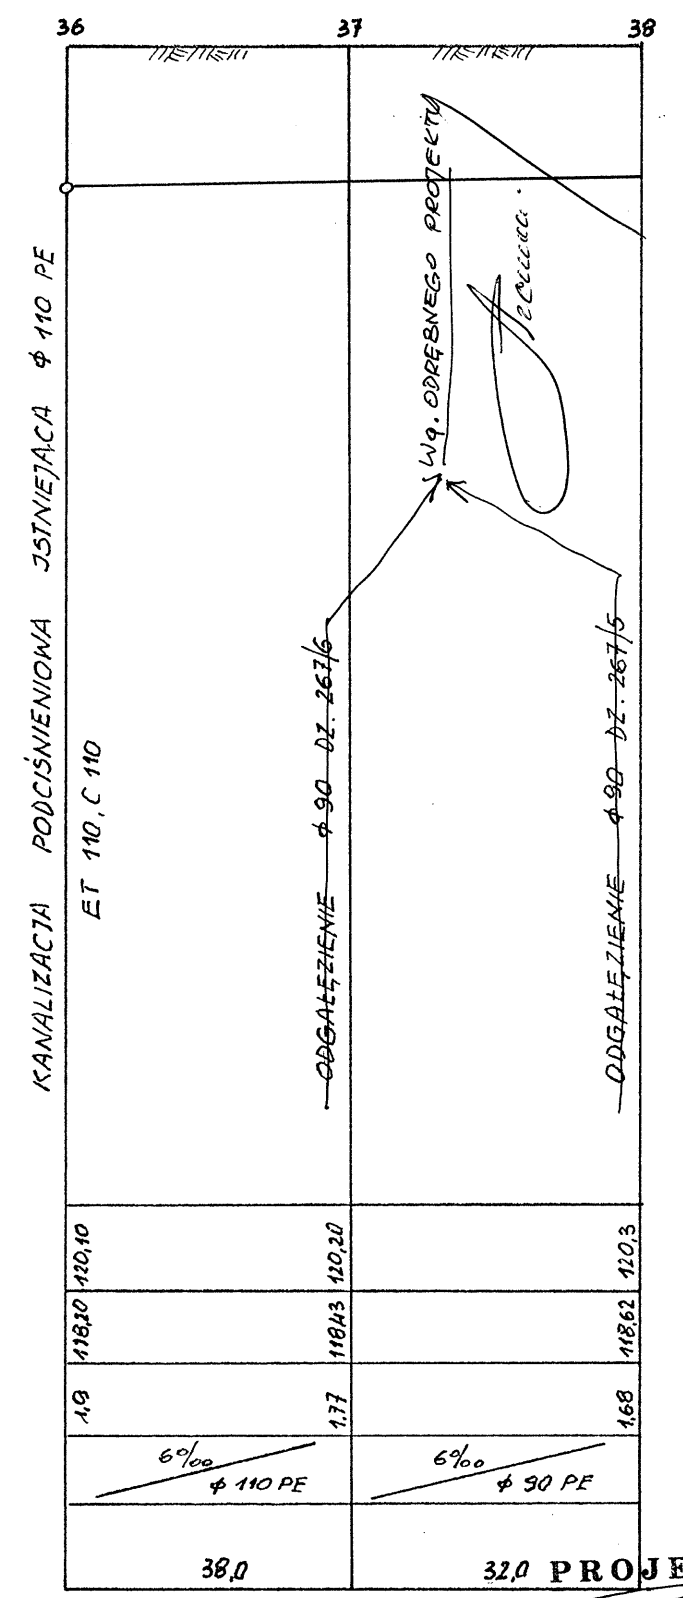 36
37
38
KANALIZACJA PODCIŚNIENIOWA JSTNIEJĄCA φ 110 PE
ET 110, C 110
ODGAŁĘZIENIE φ 90 DZ. 267/6
Wg. ODRĘBNEGO PROJEKTU
ODGAŁĘZIENIE φ 90 DZ. 267/5
120,10
120,20
120,3
118,20
118,43
118,62
1,9
1,77
1,68
6‰
φ 110 PE
6‰
φ 90 PE
38,0
32,0
PROJE